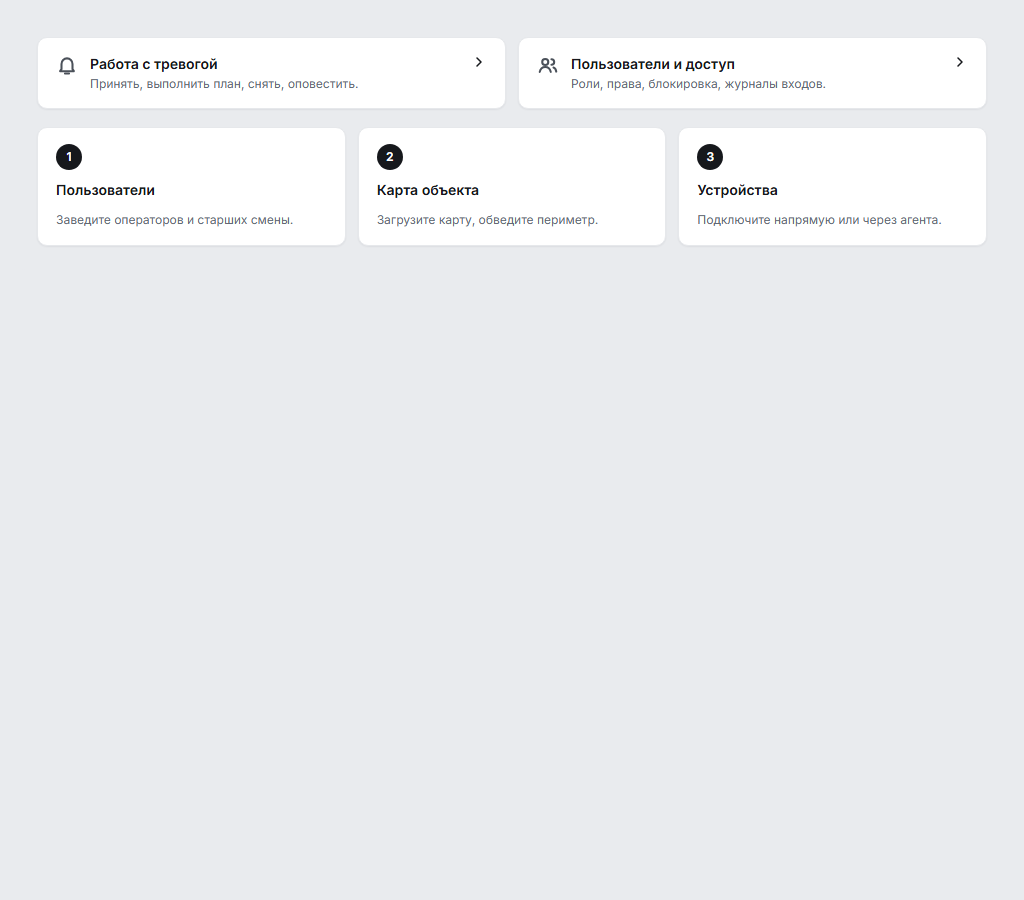 Работа с тревогой
Принять, выполнить план, снять, оповестить.
Пользователи и доступ
Роли, права, блокировка, журналы входов.
1
Пользователи
Заведите операторов и старших смены.
2
Карта объекта
Загрузите карту, обведите периметр.
3
Устройства
Подключите напрямую или через агента.